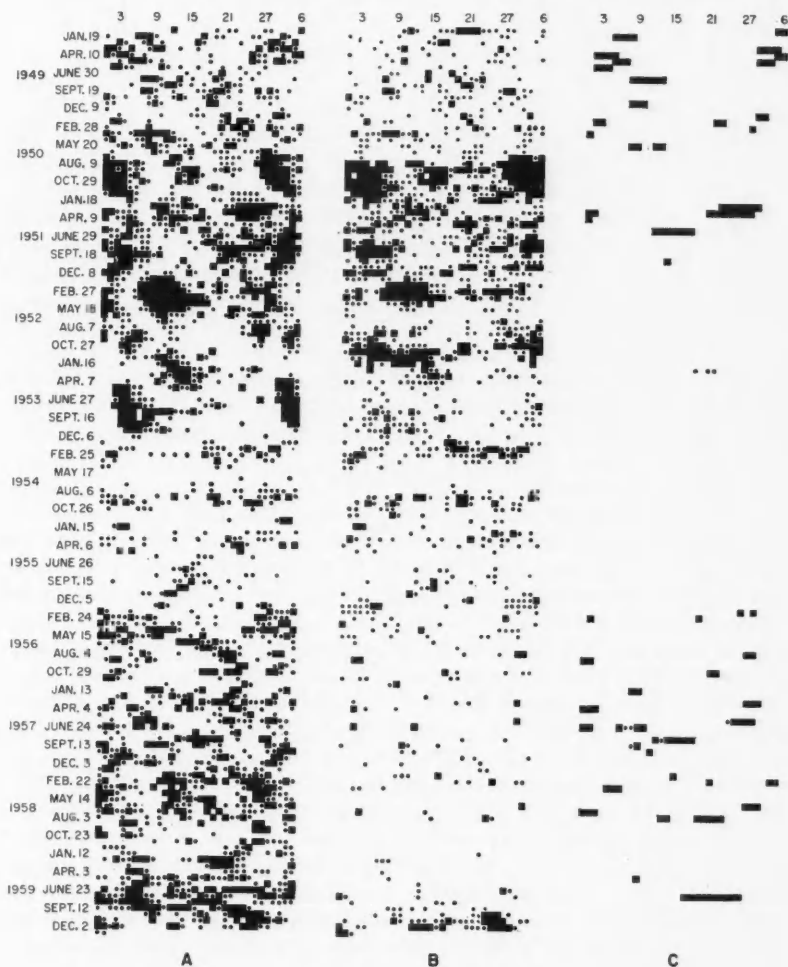 3 9 15 21 27 6 3 9 15 21 27 6 3 9 15 21 27 6
JAN. 19
APR. 10
1949 JUNE 30
SEPT. 19
DEC. 9
FEB. 28
MAY 20
1950
AUG. 9
OCT. 29
JAN. 18
APR. 9
1951 JUNE 29
SEPT. 18
DEC. 8
FEB. 27
MAY 18
1952
AUG. 7
OCT. 27
JAN. 16
APR. 7
1953 JUNE 27
SEPT. 16
DEC. 6
FEB. 25
MAY 17
1954
AUG. 6
OCT. 26
JAN. 15
APR. 6
1955 JUNE 26
SEPT. 15
DEC. 5
FEB. 24
MAY 15
1956
AUG. 4
OCT. 29
JAN. 13
APR. 4
1957 JUNE 24
SEPT. 13
DEC. 3
FEB. 22
MAY 14
1958
AUG. 3
OCT. 23
JAN. 12
APR. 3
1959 JUNE 23
SEPT. 12
DEC. 2
A B C